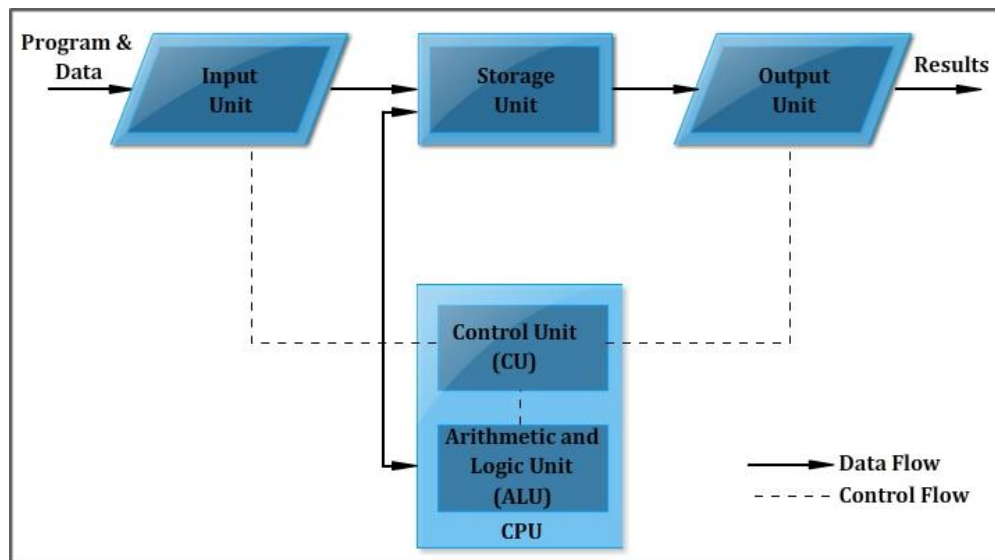 Program &
Data
Input
Unit
Storage
Unit
Output
Unit
Results
Control Unit
(CU)
Arithmetic and
Logic Unit
(ALU)
CPU
Data Flow
Control Flow